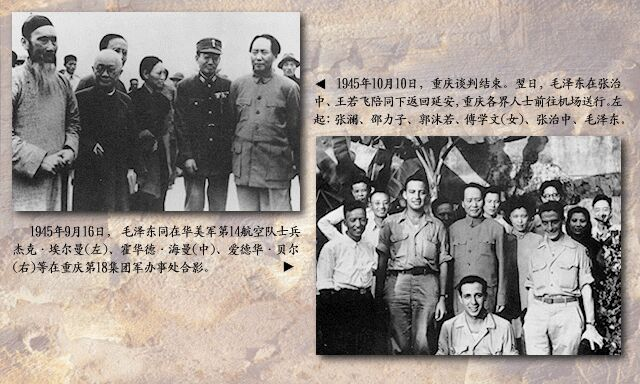 ◀ 1945年10月10日，重庆谈判结束。翌日，毛泽东在张治
中、王若飞陪同下返回延安，重庆各界人士前往机场送行。左
起：张澜、邵力子、郭沫若、傅学文(女)、张治中、毛泽东。
1945年9月16日，毛泽东同在华美军第14航空队士兵
杰克·埃尔曼(左)、霍华德·海曼(中)、爱德华·贝尔
(右)等在重庆第18集团军办事处合影。 ▶